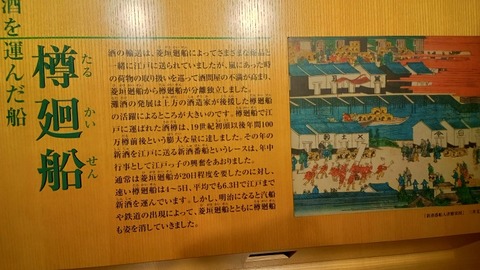 酒を運んだ船
樽廻船
たるかいせん
酒の輸送は、菱垣廻船によってさまざまな商品と
一緒に江戸に送られていましたが、嵐にあった時
の荷物の取り扱いを巡って酒問屋の不満が高まり、
菱垣廻船から樽廻船が分離独立しました。
灘酒の発展は上方の酒造家が後援した樽廻船
の活躍によるところが大きいのです。樽廻船で江
戸に運ばれた酒樽は、19世紀初頭以後年間100
万樽前後という膨大な量に達しました。その年の
新酒を江戸に送る新酒番船というレースは、年中
行事として江戸っ子の興奮をあおりました。
通常は菱垣廻船が20日程度を要したのに対し、
速い樽廻船は4〜5日、平均でも6.3日で江戸まで
新酒を運んでいます。しかし、明治になると汽船
や鉄道の出現によって、菱垣廻船とともに樽廻船
も姿を消していきました。